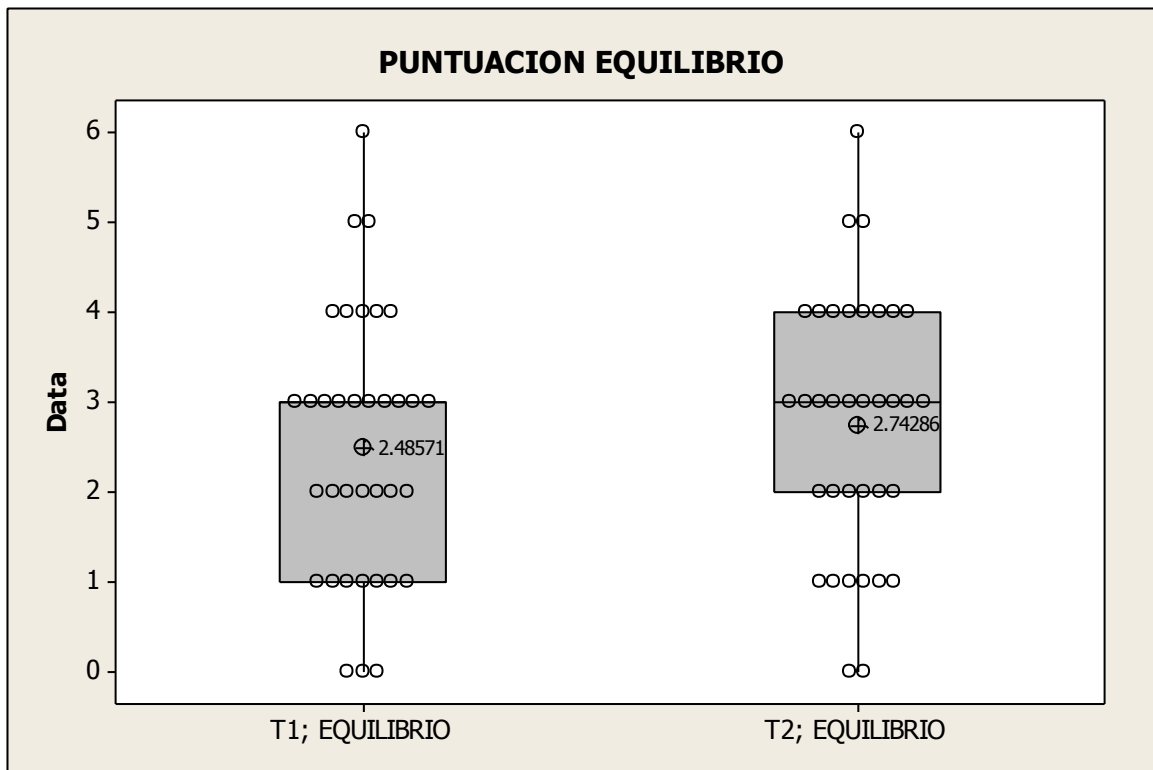 PUNTUACION EQUILIBRIO
6
5
4
3
2
1
0
Data
2.48571
2.74286
T1; EQUILIBRIO
T2; EQUILIBRIO